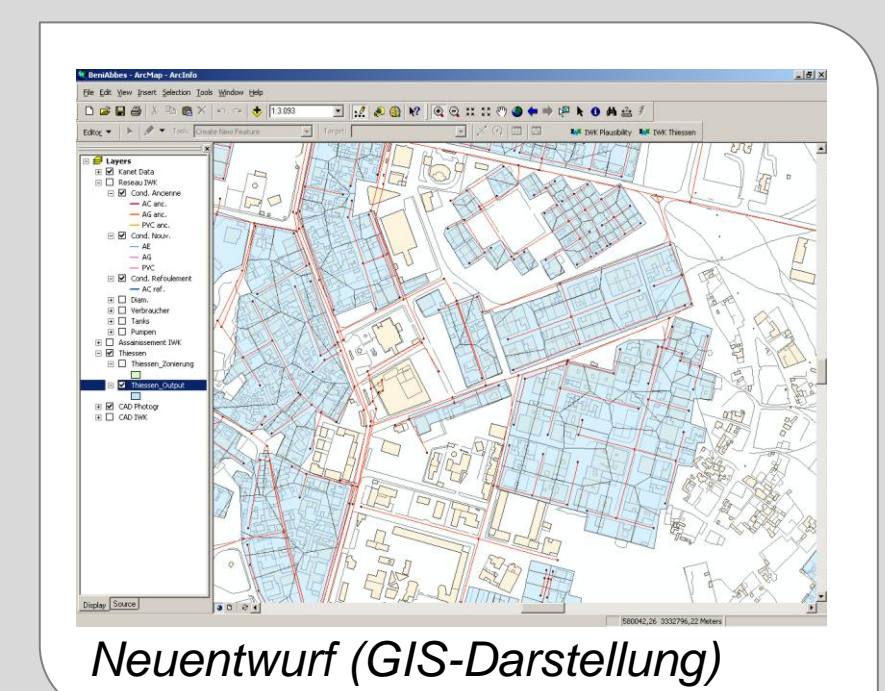 BeniAbbes - ArcMap - ArcInfo
File Edit View Insert Selection Tools Window Help
1:3.093
Editor Task: Create New Feature Target: IWK Plausibility IWK Thiessen
Layers
Kanet Data
Reseau IWK
Cond. Ancienne
AC anc.
AG anc.
PVC anc.
Cond. Nouv.
AE
AG
PVC
Cond. Refoulement
AC ref.
Diam.
Verbraucher
Tanks
Pumpen
Assainissement IWK
Thiessen
Thiessen_Zonierung
Thiessen_Output
CAD Photogr
CAD IWK
Display Source
580042,26 3332796,22 Meters
Neuentwurf (GIS-Darstellung)